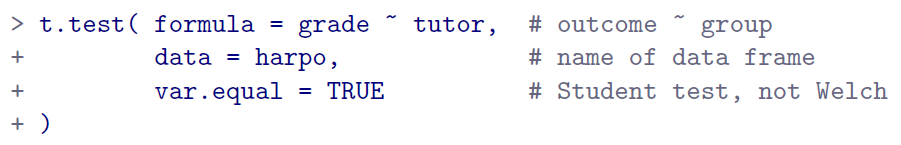 > t.test( formula = grade ~ tutor,  # outcome ~ group
+         data = harpo,             # name of data frame
+         var.equal = TRUE          # Student test, not Welch
+ )